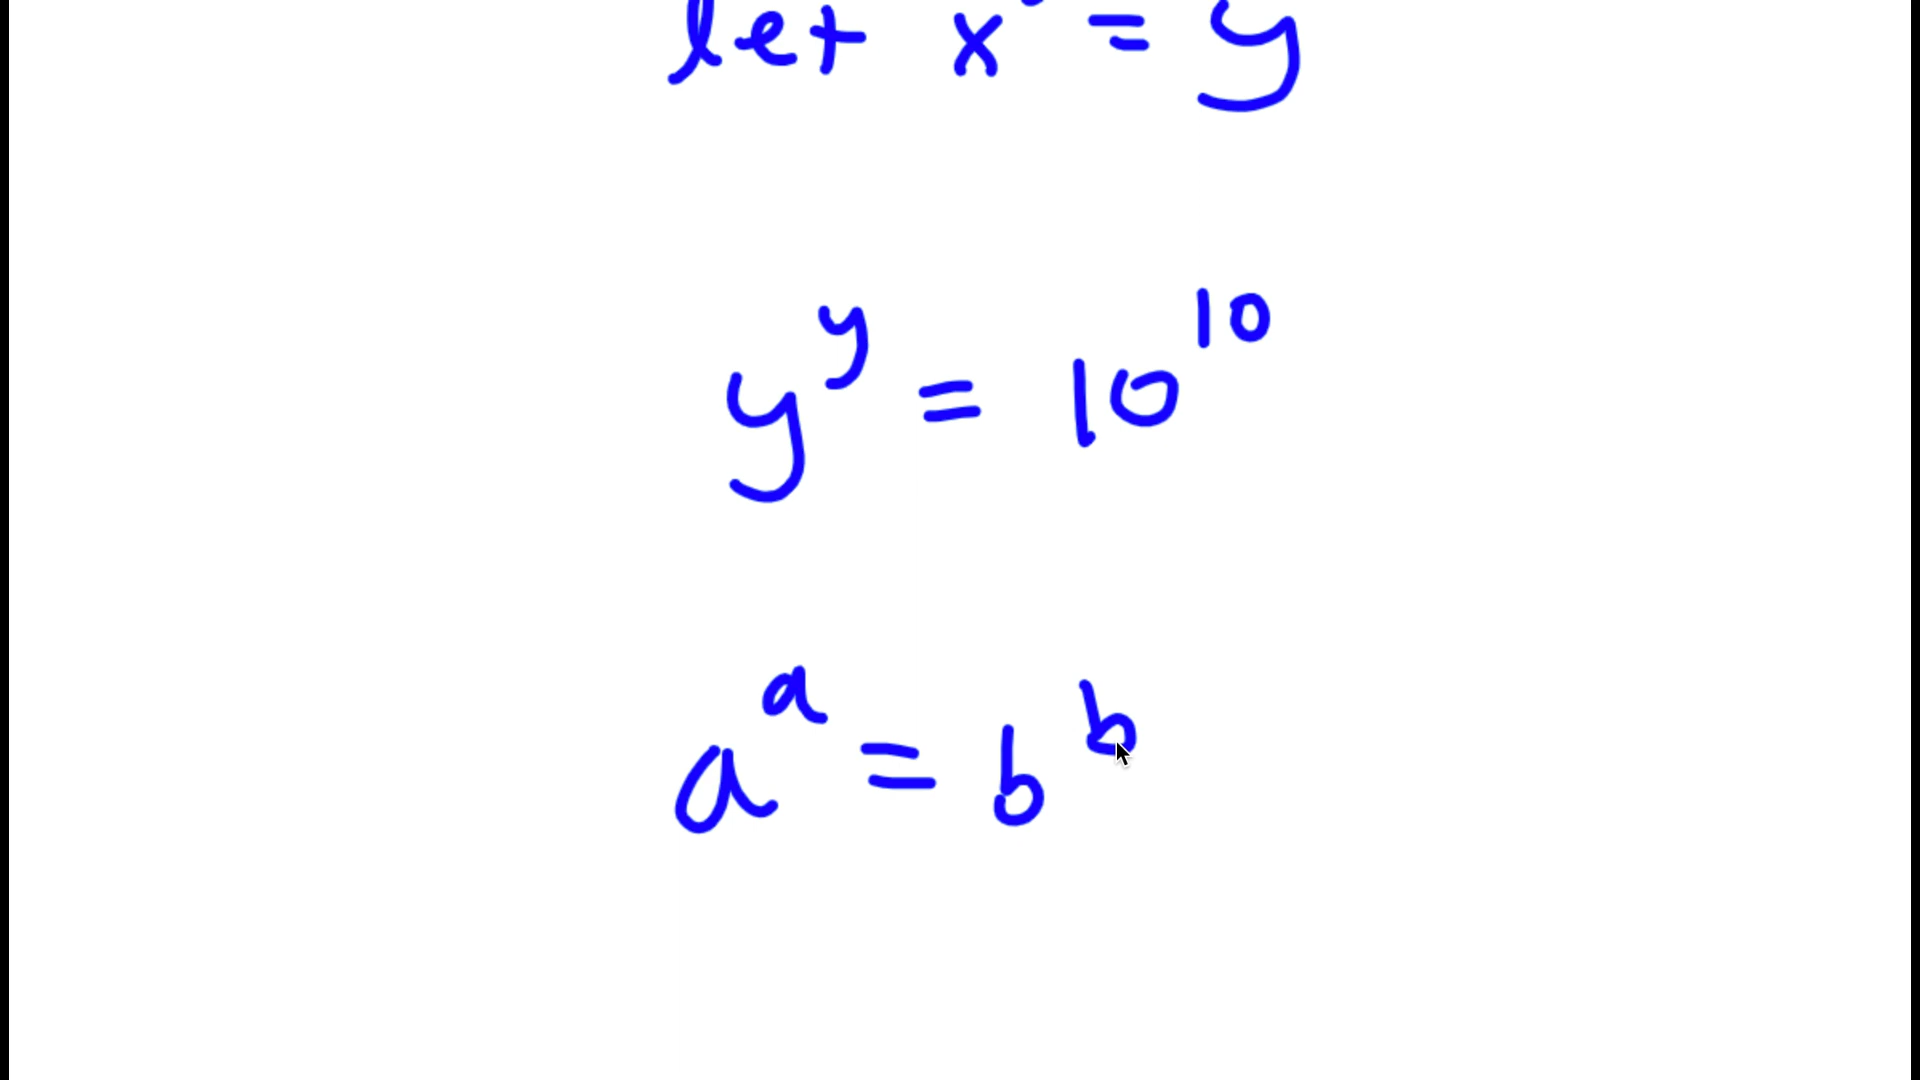 let x = y
y^y = 10^10
a^a = b^b